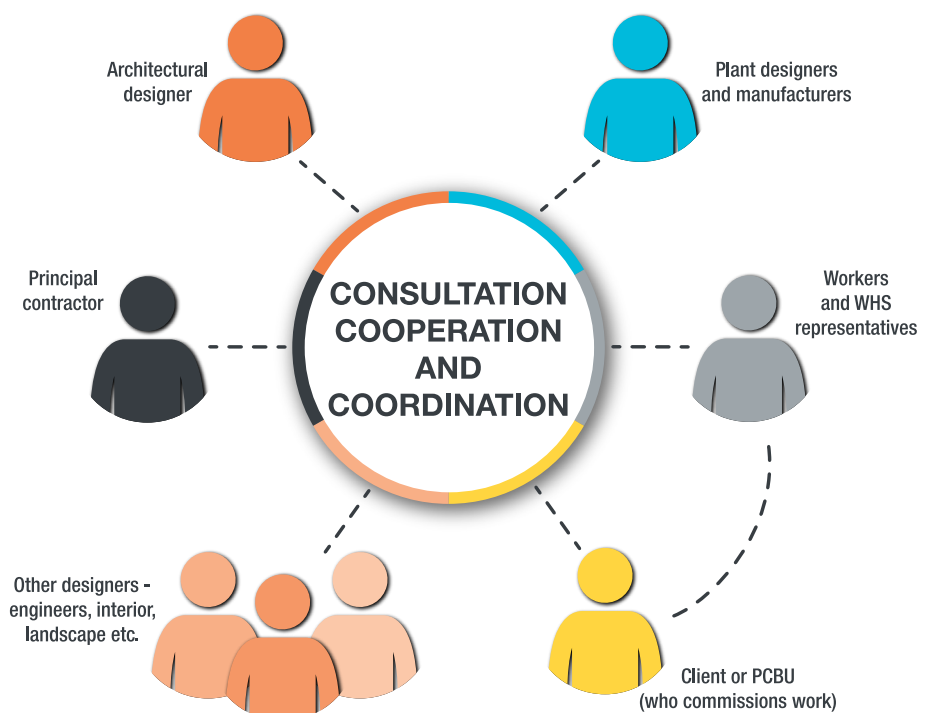 Architectural
designer
Plant designers
and manufacturers
Principal
contractor
CONSULTATION
COOPERATION
AND
COORDINATION
Workers
and WHS
representatives
Other designers -
engineers, interior,
landscape etc.
Client or PCBU
(who commissions work)